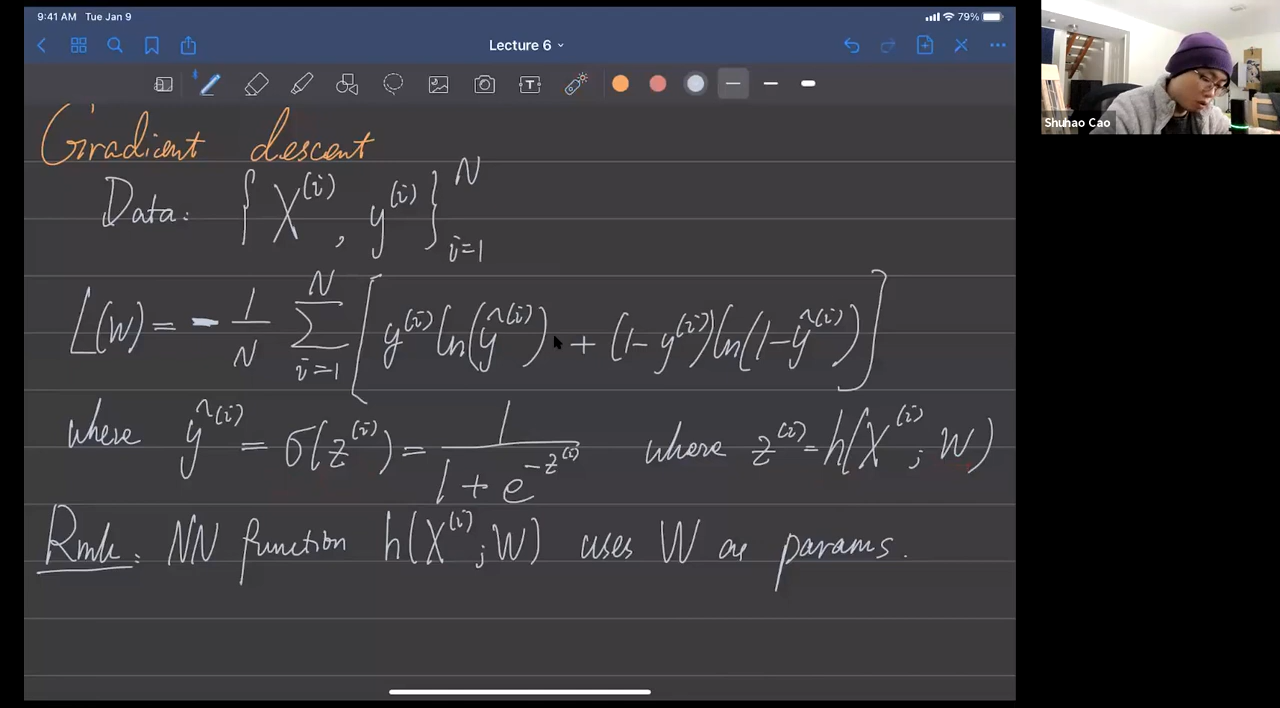 9:41 AM Tue Jan 9
79%
Lecture 6
Gradient descent
Data: { X^(i), y^(i) }_{i=1}^N
L(W) = - 1/N Σ_{i=1}^N [ y^(i) ln(ŷ^(i)) + (1 - y^(i)) ln(1 - ŷ^(i)) ]
where ŷ^(i) = σ(z^(i)) = 1/(1 + e^{-z^(i)}) where z^(i) = h(X^(i); W)
Rmk: NN function h(X^(i); W) uses W as params.
Shuhao Cao